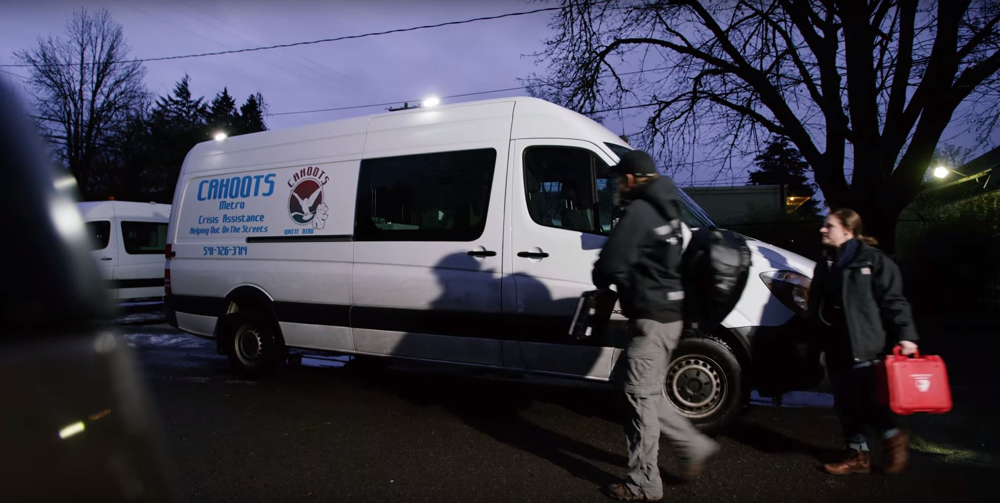 CAHOOTS
Metro
Crisis Assistance
Helping Out On The Streets
541-726-3714
CAHOOTS
WHITE BIRD